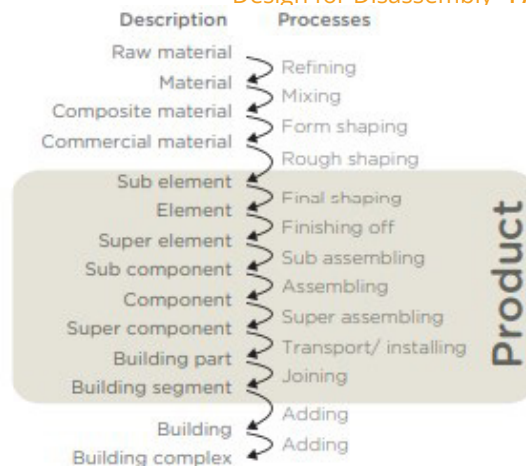 Design for Disassembly
Description Processes
Raw material
Refining
Material
Mixing
Composite material
Form shaping
Commercial material
Rough shaping
Sub element
Final shaping
Element
Finishing off
Super element
Sub assembling
Sub component
Assembling
Component
Super assembling
Super component
Transport/ installing
Building part
Joining
Building segment
Adding
Building
Adding
Building complex
Product